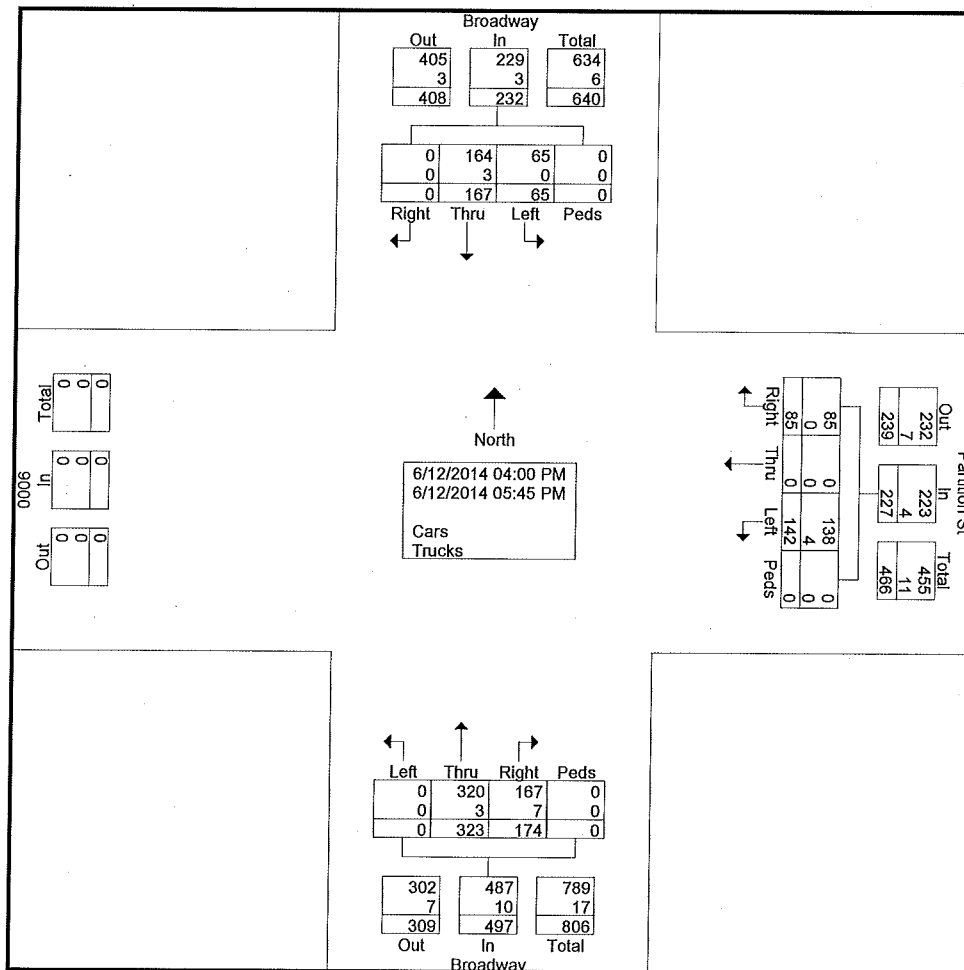 Broadway
Out In Total
405 229 634
3 3 6
408 232 640
0 164 65 0
0 3 0 0
0 167 65 0
Right Thru Left Peds
Total
0 0 0
0006
In
0 0 0
Out
0 0 0
North
6/12/2014 04:00 PM
6/12/2014 05:45 PM
Cars
Trucks
Partition St
Out In Total
232 223 455
7 4 11
239 227 466
85 0 138 0
0 0 4 0
85 0 142 0
Right Thru Left Peds
Left Thru Right Peds
0 320 167 0
0 3 7 0
0 323 174 0
302 487 789
7 10 17
309 497 806
Out In Total
Broadway